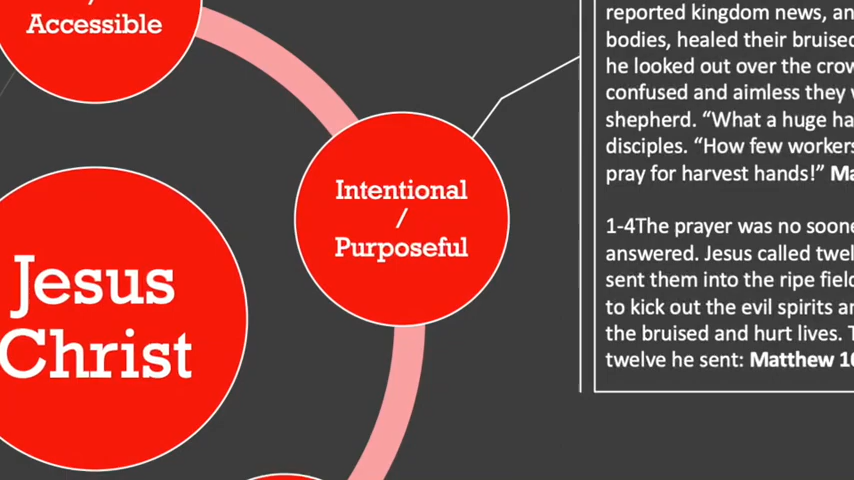 /
Accessible
Intentional
/
Purposeful
Jesus
Christ
reported kingdom news, an
bodies, healed their bruised
he looked out over the crow
confused and aimless they w
shepherd. “What a huge ha
disciples. “How few workers
pray for harvest hands!” Ma
1-4The prayer was no soone
answered. Jesus called twel
sent them into the ripe field
to kick out the evil spirits an
the bruised and hurt lives. T
twelve he sent: Matthew 10